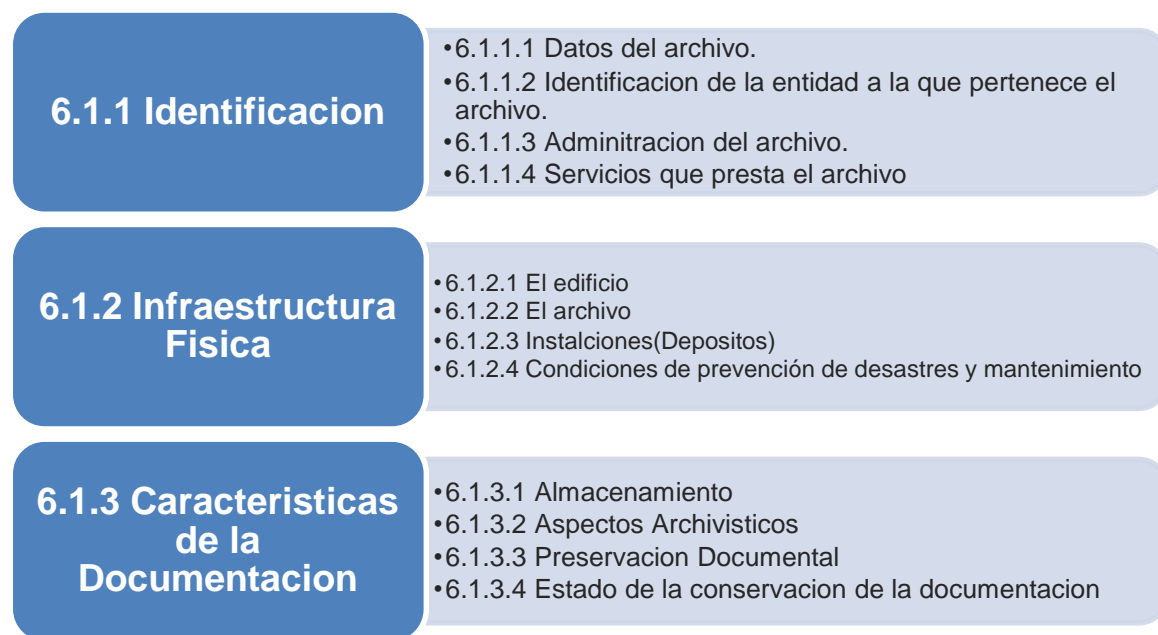 6.1.1 Identificacion
•6.1.1.1 Datos del archivo.
•6.1.1.2 Identificacion de la entidad a la que pertenece el
archivo.
•6.1.1.3 Adminitracion del archivo.
•6.1.1.4 Servicios que presta el archivo
6.1.2 Infraestructura
Fisica
•6.1.2.1 El edificio
•6.1.2.2 El archivo
•6.1.2.3 Instalciones(Depositos)
•6.1.2.4 Condiciones de prevención de desastres y mantenimiento
6.1.3 Caracteristicas
de la
Documentacion
•6.1.3.1 Almacenamiento
•6.1.3.2 Aspectos Archivisticos
•6.1.3.3 Preservacion Documental
•6.1.3.4 Estado de la conservacion de la documentacion